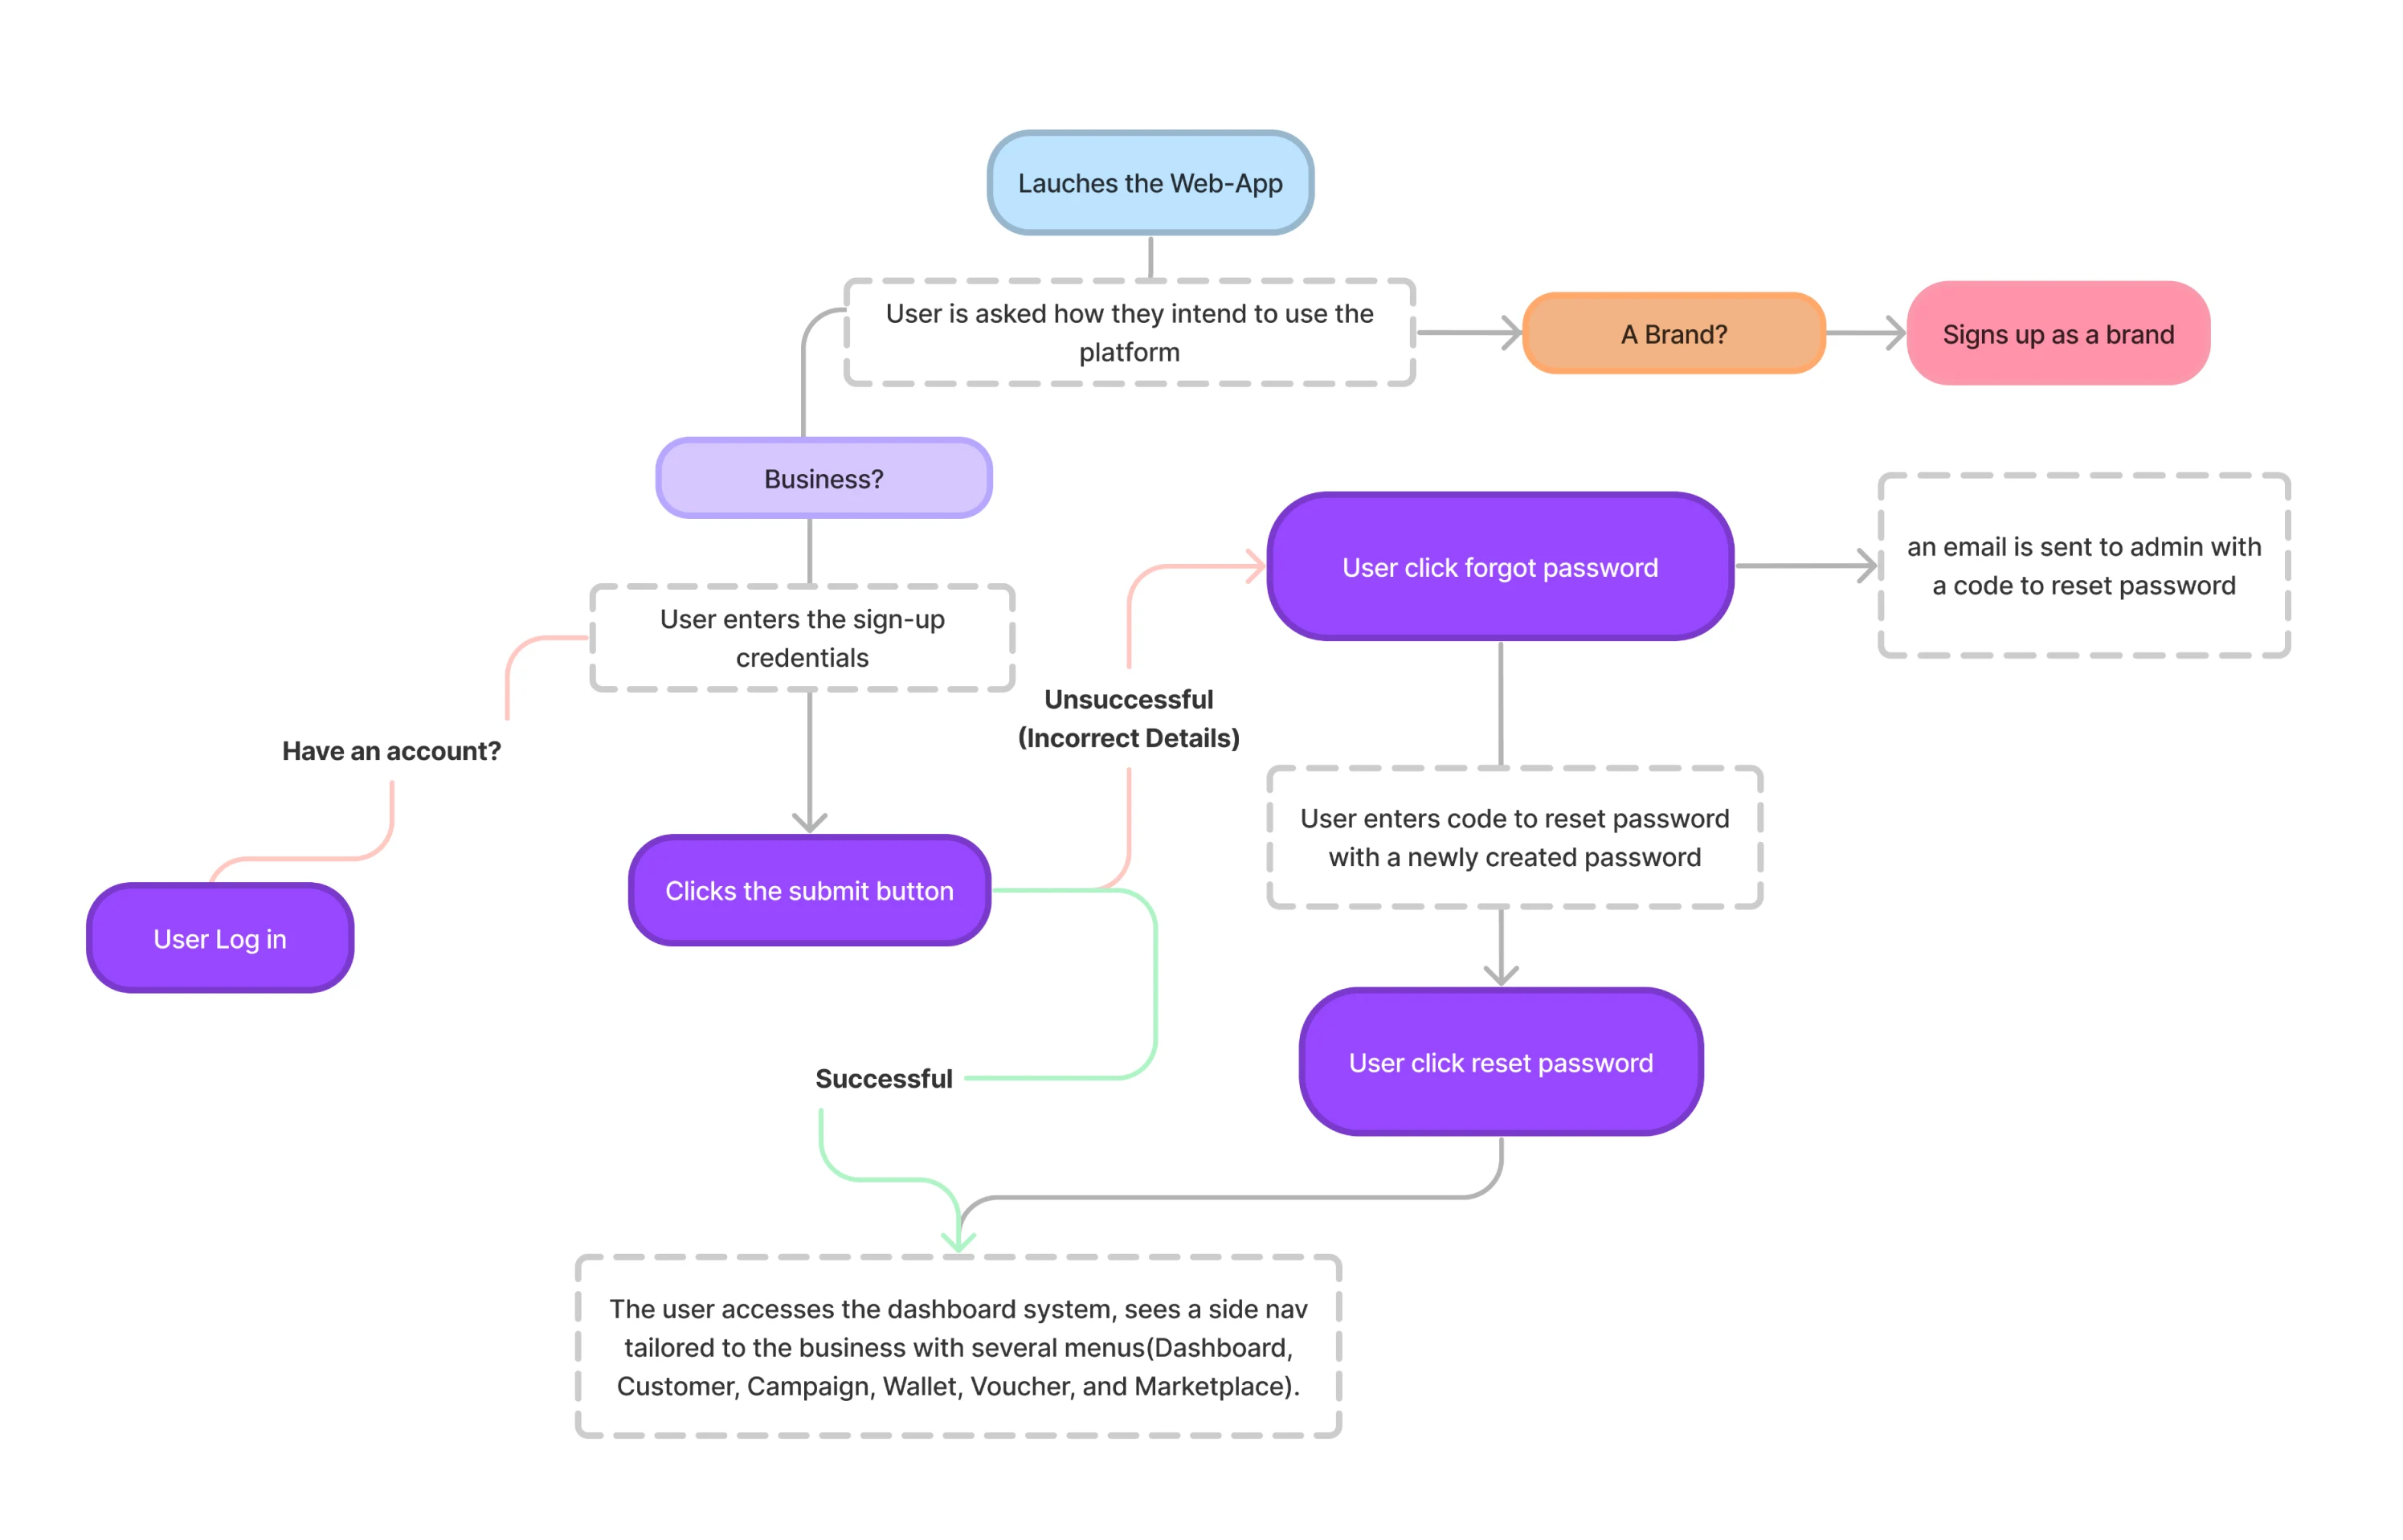 Lauches the Web-App
User is asked how they intend to use the
platform
A Brand?
Signs up as a brand
Business?
User enters the sign-up
credentials
Have an account?
User Log in
Clicks the submit button
Unsuccessful
(Incorrect Details)
User click forgot password
an email is sent to admin with
a code to reset password
User enters code to reset password
with a newly created password
User click reset password
Successful
The user accesses the dashboard system, sees a side nav
tailored to the business with several menus(Dashboard,
Customer, Campaign, Wallet, Voucher, and Marketplace).